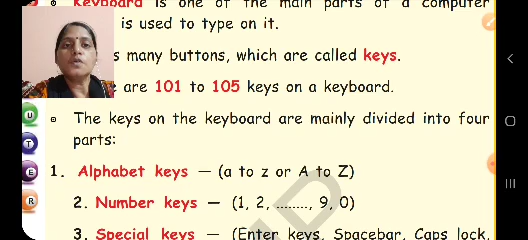 Keyboard is one of the main parts of a computer
is used to type on it.
s many buttons, which are called keys.
e are 101 to 105 keys on a keyboard.
The keys on the keyboard are mainly divided into four
parts:
1. Alphabet keys — (a to z or A to Z)
2. Number keys — (1, 2, ........, 9, 0)
3. Special keys — (Enter keys, Spacebar, Caps lock,
U
T
E
R